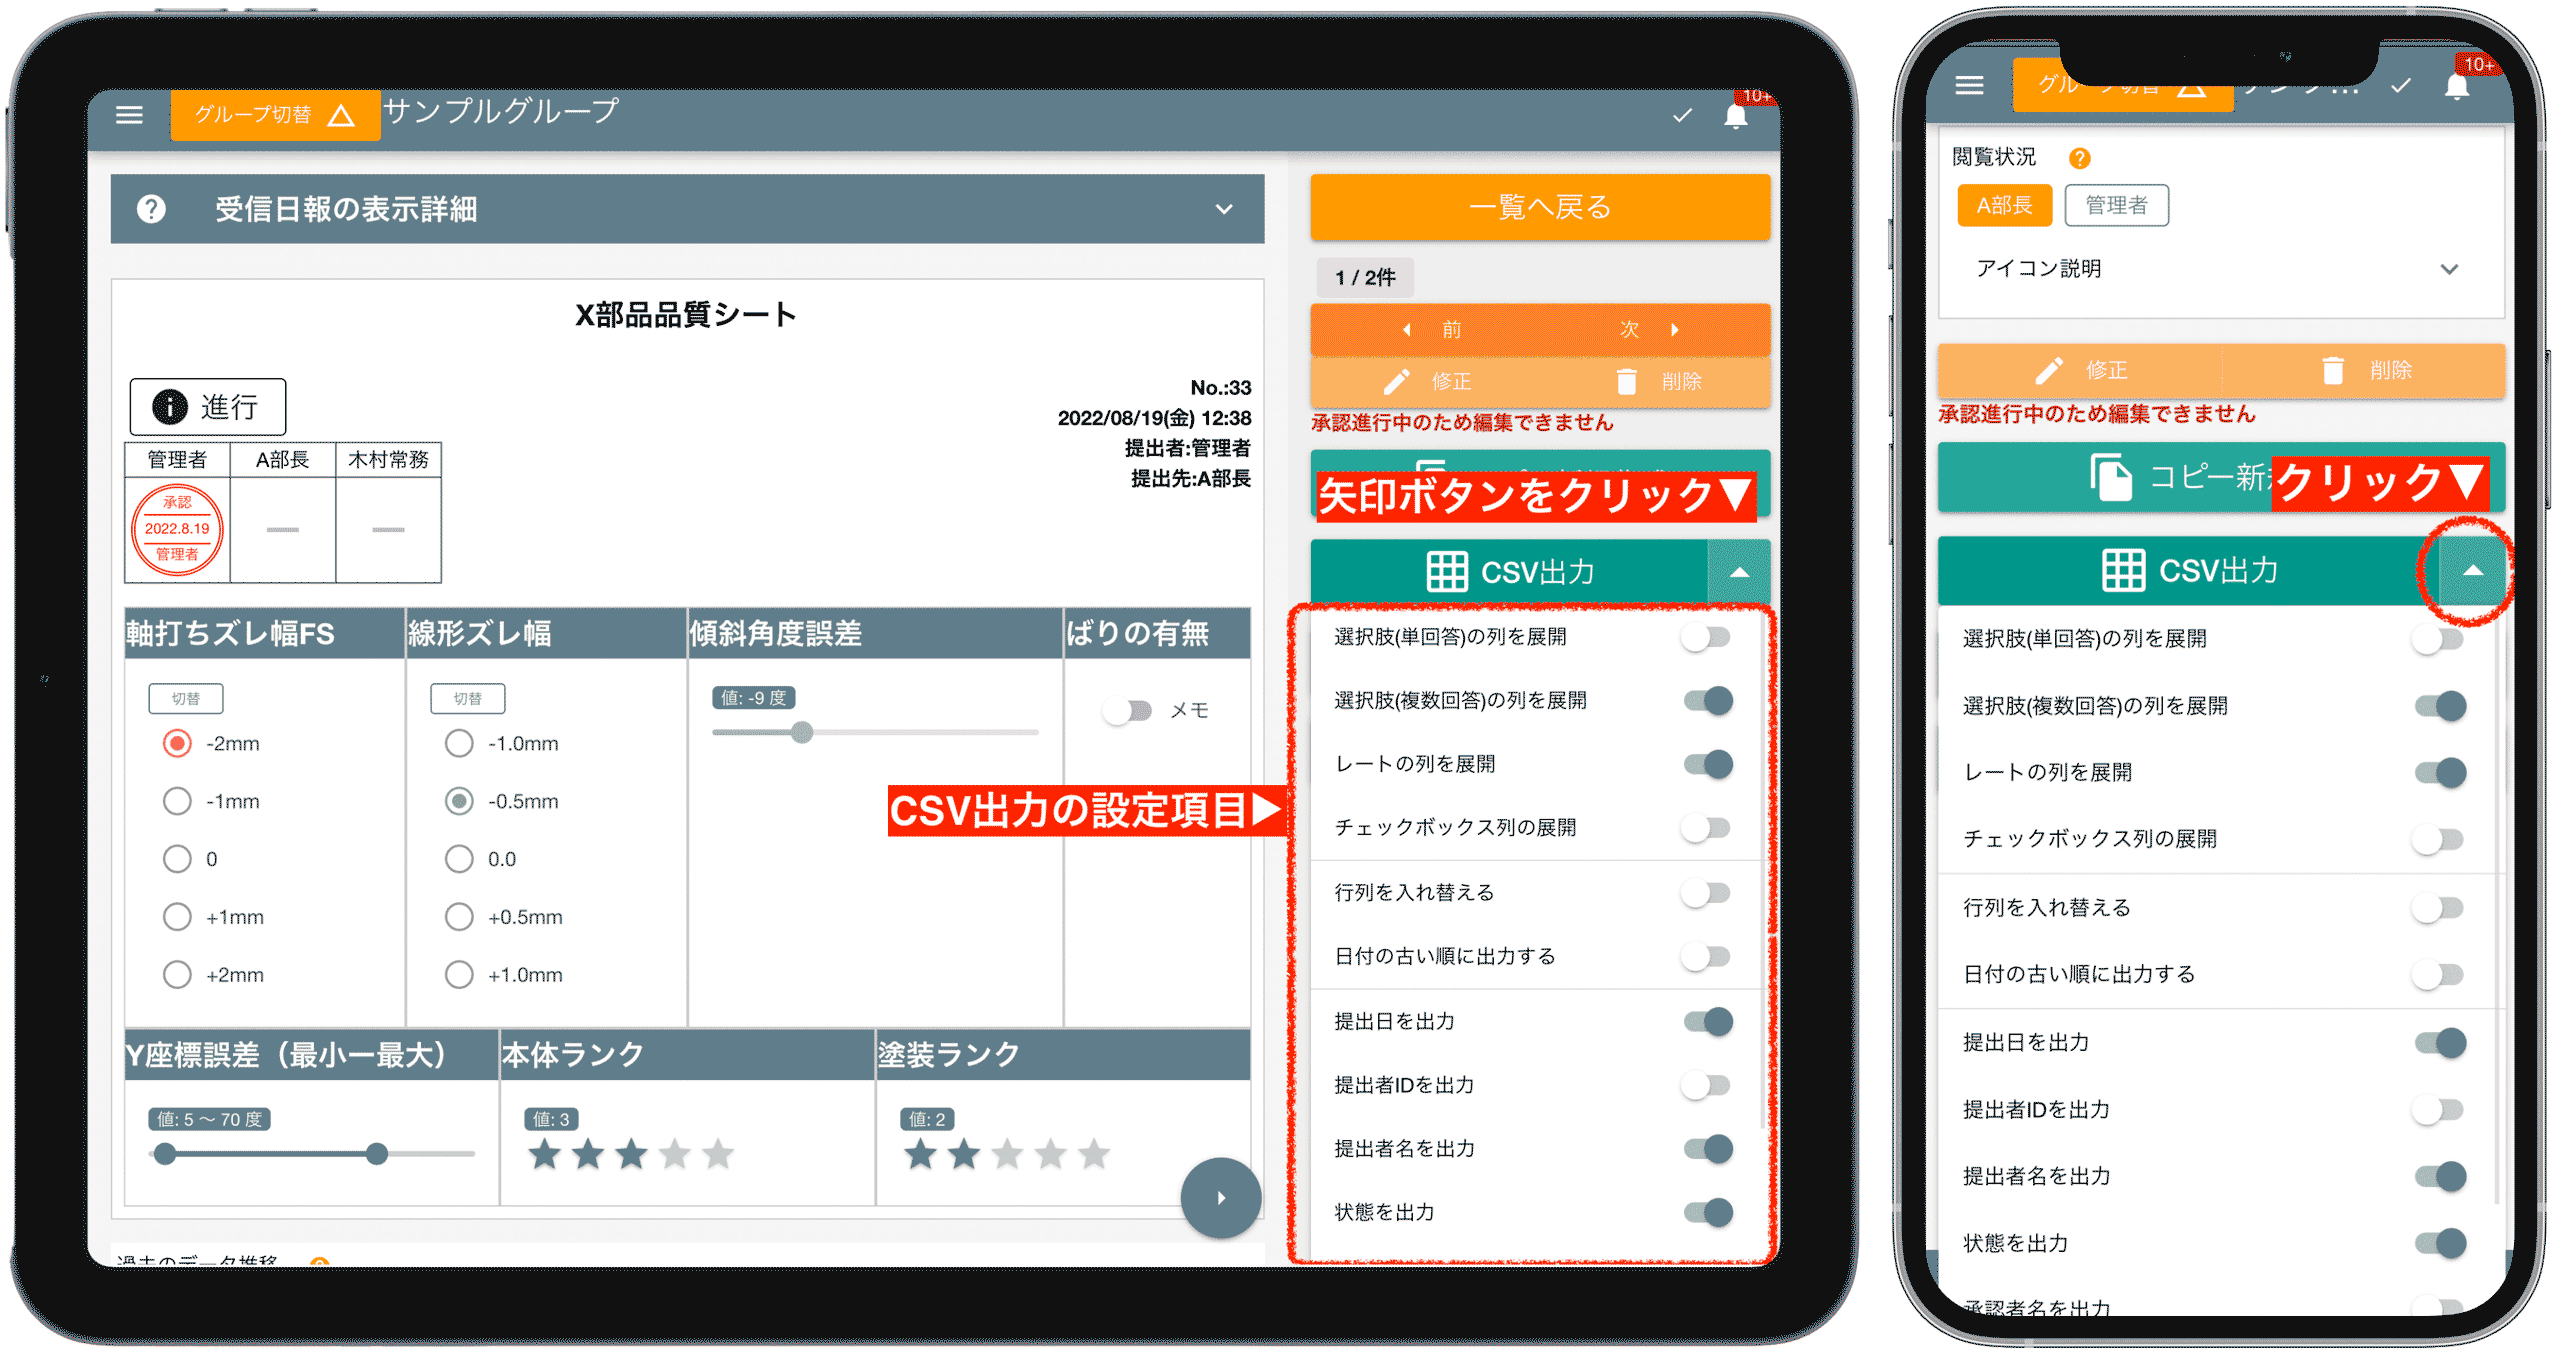 グループ切替
サンプルグループ
10+
受信日報の表示詳細
X部品品質シート
進行
No.:33
2022/08/19(金) 12:38
提出者:管理者
提出先:A部長
管理者
A部長
木村常務
承認
2022.8.19
管理者
軸打ちズレ幅FS
線形ズレ幅
傾斜角度誤差
ばりの有無
切替
-2mm
-1mm
0
+1mm
+2mm
切替
-1.0mm
-0.5mm
0.0
+0.5mm
+1.0mm
値: -9 度
メモ
Y座標誤差（最小ー最大）
本体ランク
塗装ランク
値: 5 〜 70 度
値: 3
値: 2
過去のデータ推移
一覧へ戻る
1 / 2件
前
次
修正
削除
承認進行中のため編集できません
矢印ボタンをクリック▼
CSV出力
CSV出力の設定項目▶
選択肢(単回答)の列を展開
選択肢(複数回答)の列を展開
レートの列を展開
チェックボックス列の展開
行列を入れ替える
日付の古い順に出力する
提出日を出力
提出者IDを出力
提出者名を出力
状態を出力
10+
閲覧状況
A部長
管理者
アイコン説明
修正
削除
承認進行中のため編集できません
コピー新
クリック▼
CSV出力
選択肢(単回答)の列を展開
選択肢(複数回答)の列を展開
レートの列を展開
チェックボックス列の展開
行列を入れ替える
日付の古い順に出力する
提出日を出力
提出者IDを出力
提出者名を出力
状態を出力
承認者名を出力